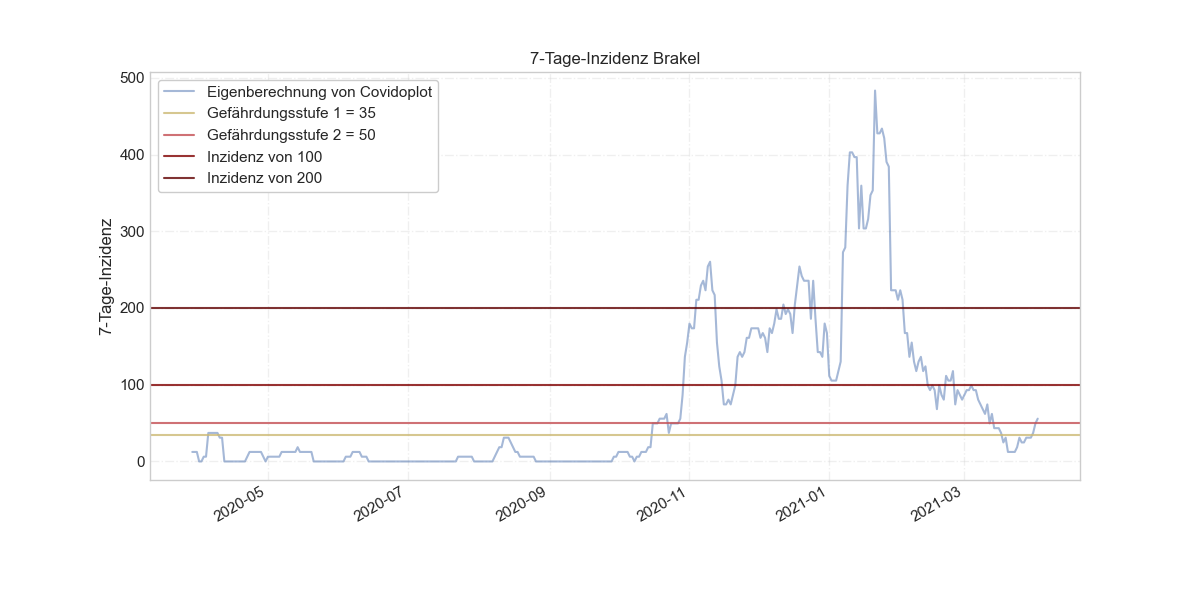 7-Tage-Inzidenz Brakel
Eigenberechnung von Covidoplot
Gefährdungsstufe 1 = 35
Gefährdungsstufe 2 = 50
Inzidenz von 100
Inzidenz von 200
7-Tage-Inzidenz
500
400
300
200
100
0
2020-05
2020-07
2020-09
2020-11
2021-01
2021-03